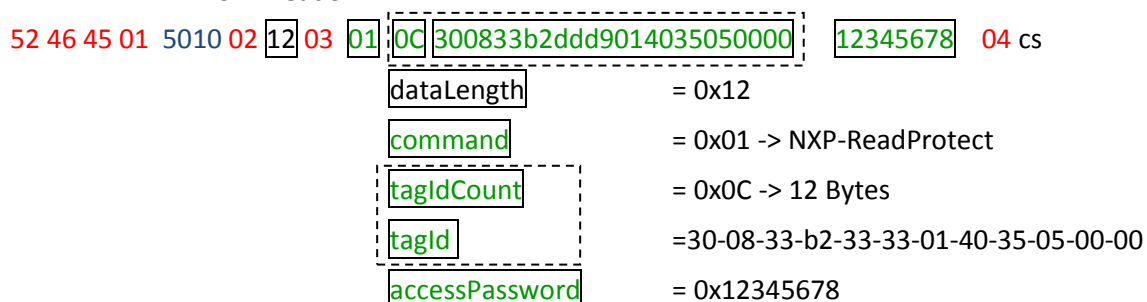 52 46 45 01 5010 02 12 03 01 0C 300833b2ddd9014035050000 12345678 04 cs
dataLength = 0x12
command = 0x01 -> NXP-ReadProtect
tagIdCount = 0x0C -> 12 Bytes
tagId =30-08-33-b2-33-33-01-40-35-05-00-00
accessPassword = 0x12345678